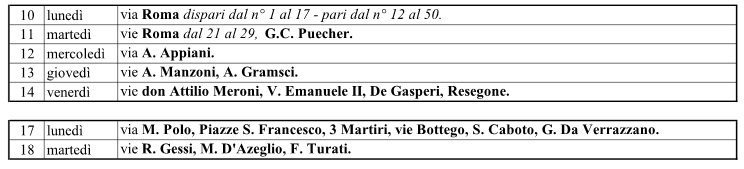 10 lunedì via Roma dispari dal n° 1 al 17 - pari dal n° 12 al 50.
11 martedì vie Roma dal 21 al 29, G.C. Puecher.
12 mercoledì via A. Appiani.
13 giovedì vie A. Manzoni, A. Gramsci.
14 venerdì vie don Attilio Meroni, V. Emanuele II, De Gasperi, Resegone.
17 lunedì via M. Polo, Piazze S. Francesco, 3 Martiri, vie Bottego, S. Caboto, G. Da Verrazzano.
18 martedì vie R. Gessi, M. D'Azeglio, F. Turati.